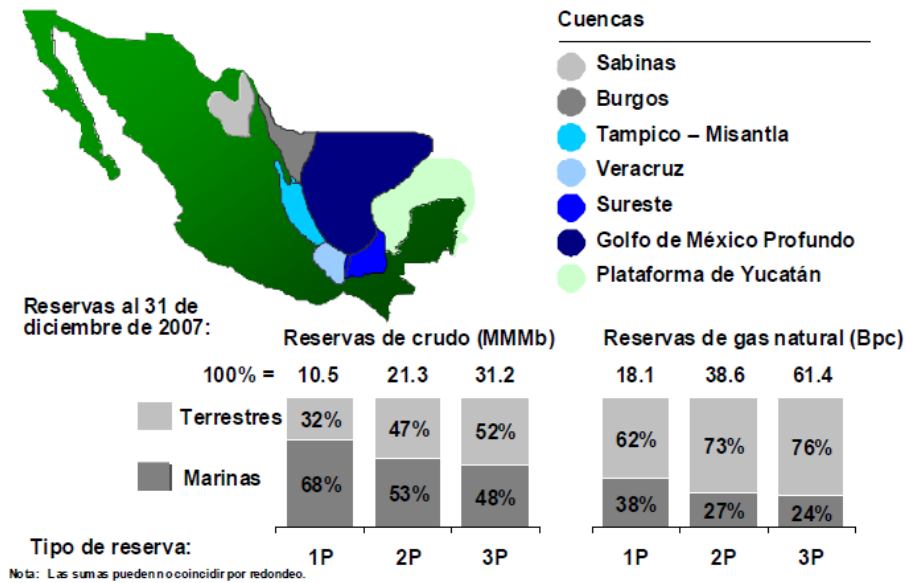 Cuencas
Sabinas
Burgos
Tampico – Misantla
Veracruz
Sureste
Golfo de México Profundo
Plataforma de Yucatán
Reservas al 31 de
diciembre de 2007:
Reservas de crudo (MMMb)
Reservas de gas natural (Bpc)
100% = 10.5 21.3 31.2 18.1 38.6 61.4
Terrestres 32% 47% 52% 62% 73% 76%
Marinas 68% 53% 48% 38% 27% 24%
Tipo de reserva: 1P 2P 3P 1P 2P 3P
Nota: Las sumas pueden no coincidir por redondeo.